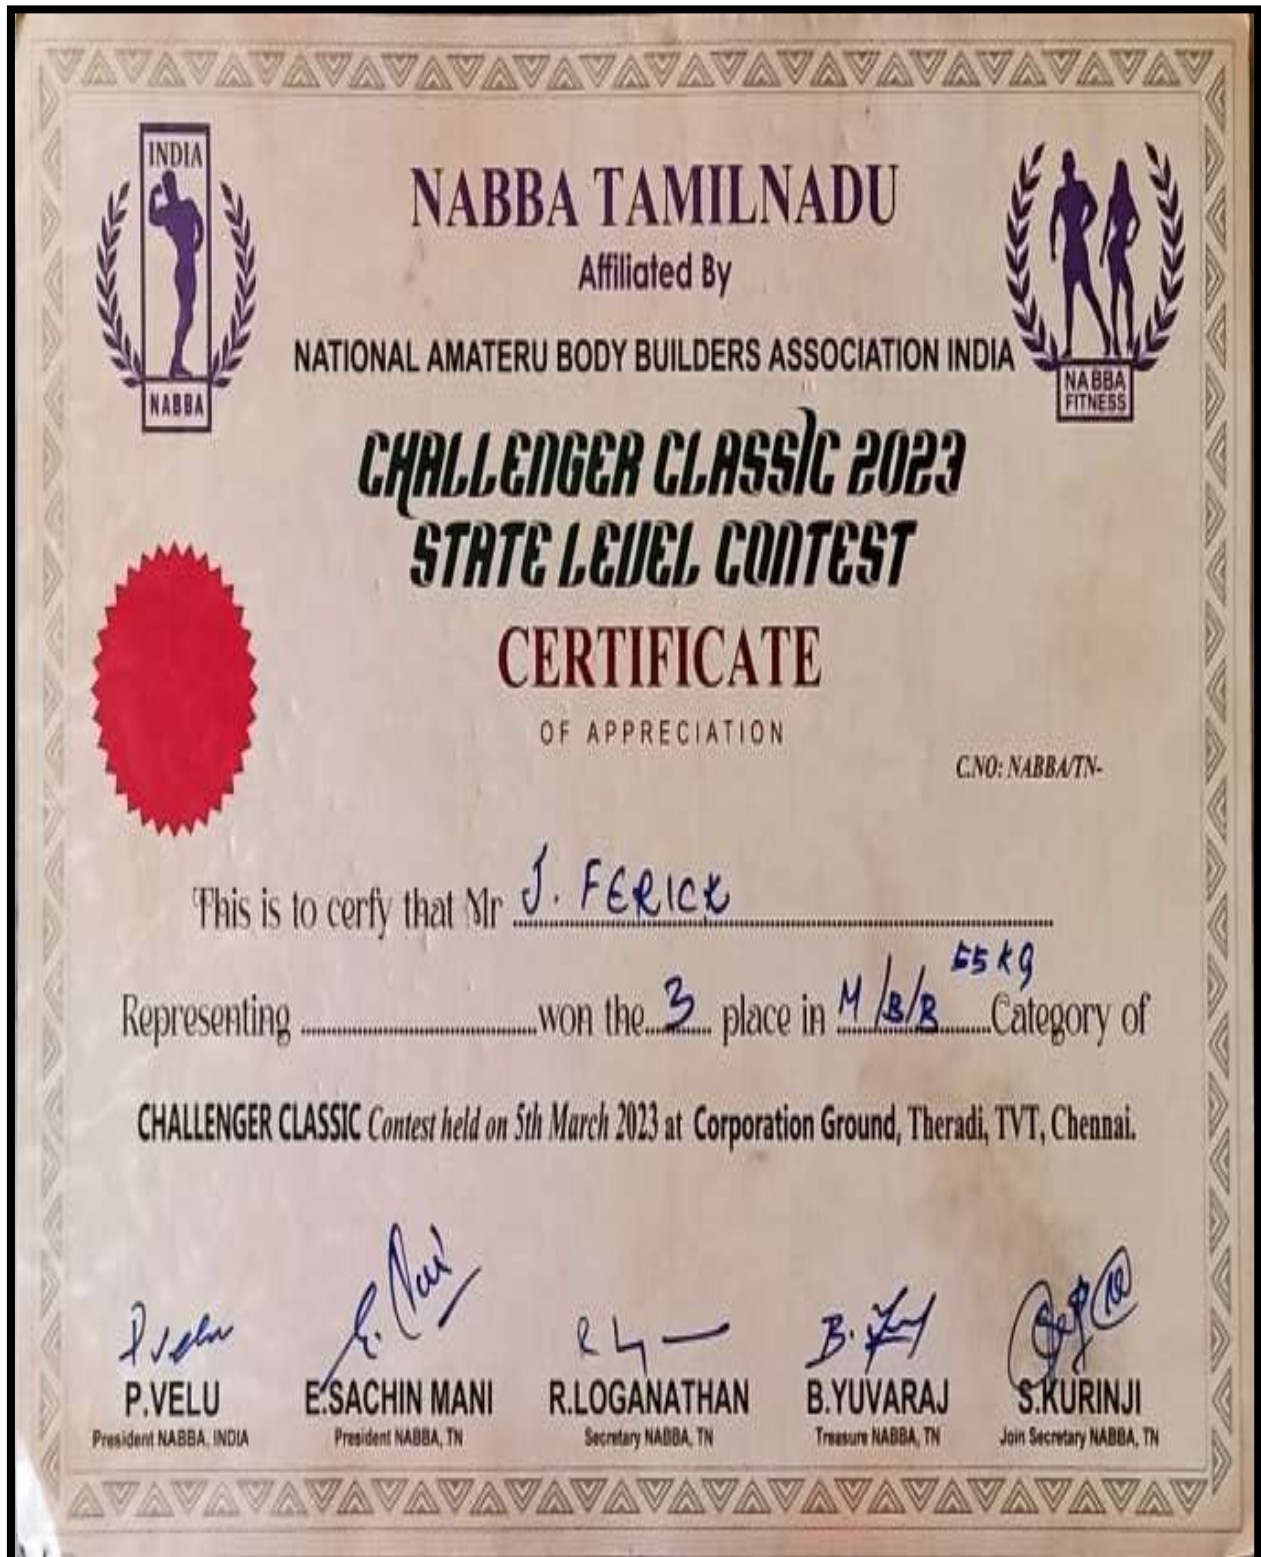 INDIA
NABBA
NABBA TAMILNADU
Affiliated By
NATIONAL AMATERU BODY BUILDERS ASSOCIATION INDIA
NABBA
FITNESS
CHALLENGER CLASSIC 2023
STATE LEVEL CONTEST
CERTIFICATE
OF APPRECIATION
C.NO: NABBA/TN-
This is to cerfy that Mr J. FERICK
Representing won the 3 place in M/B/B 55 kg Category of
CHALLENGER CLASSIC Contest held on 5th March 2023 at Corporation Ground, Theradi, TVT, Chennai.
P Velu
P.VELU E.SACHIN MANI R.LOGANATHAN B.YUVARAJ S.KURINJI
President NABBA, INDIA President NABBA, TN Secretary NABBA, TN Treasure NABBA, TN Join Secretary NABBA, TN